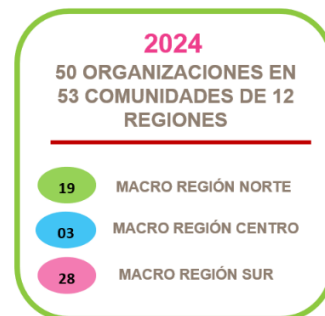 2024
50 ORGANIZACIONES EN
53 COMUNIDADES DE 12
REGIONES
19 MACRO REGIÓN NORTE
03 MACRO REGIÓN CENTRO
28 MACRO REGIÓN SUR